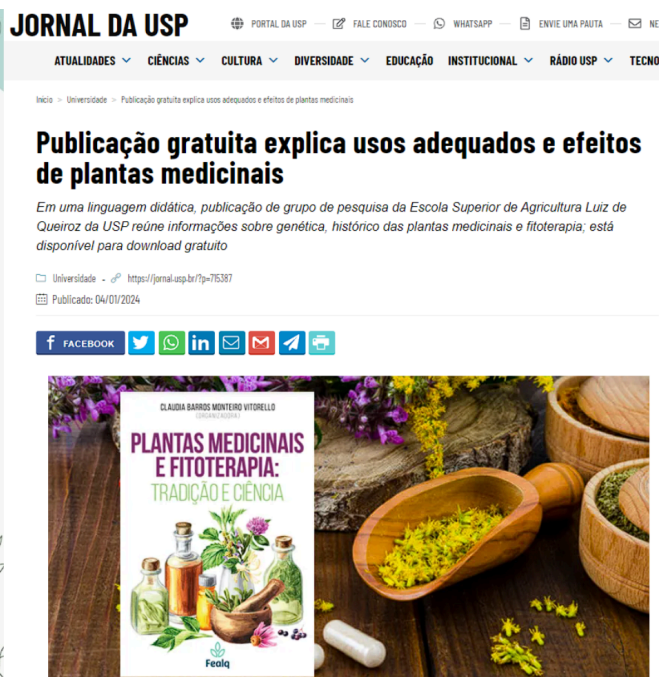 JORNAL DA USP
PORTAL DA USP
FALE CONOSCO
WHATSAPP
ENVIE UMA PAUTA
NE
ATUALIDADES
CIÊNCIAS
CULTURA
DIVERSIDADE
EDUCAÇÃO
INSTITUCIONAL
RÁDIO USP
TECNO
Início > Universidade > Publicação gratuita explica usos adequados e efeitos de plantas medicinais
Publicação gratuita explica usos adequados e efeitos
de plantas medicinais
Em uma linguagem didática, publicação de grupo de pesquisa da Escola Superior de Agricultura Luiz de
Queiroz da USP reúne informações sobre genética, histórico das plantas medicinais e fitoterapia; está
disponível para download gratuito
Universidade - https://jornal.usp.br/?p=715387
Publicado: 04/01/2024
FACEBOOK
CLAUDIA BARROS MONTEIRO VITORELLO
(ORGANIZADORA)
PLANTAS MEDICINAIS
E FITOTERAPIA:
TRADIÇÃO E CIÊNCIA
Fealq